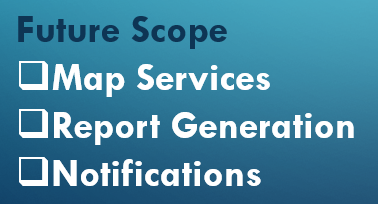 Future Scope
❑Map Services
❑Report Generation
❑Notifications